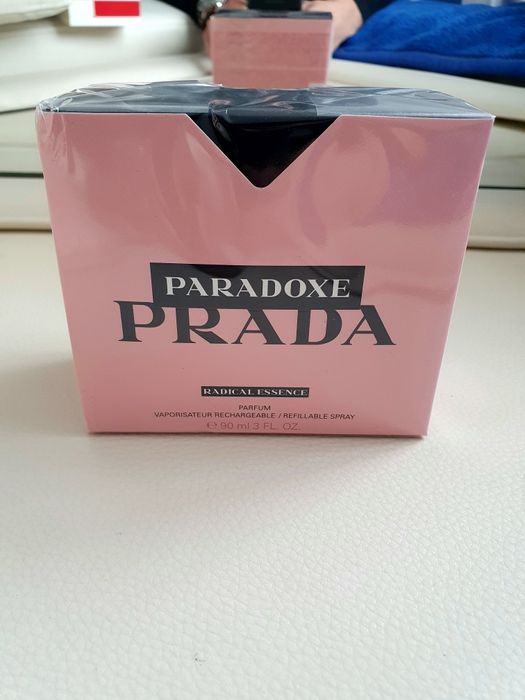 PARADOXE
PRADA
RADICAL ESSENCE
PARFUM
VAPORISATEUR RECHARGEABLE / REFILLABLE SPRAY
℮ 90 ml 3 FL. OZ.